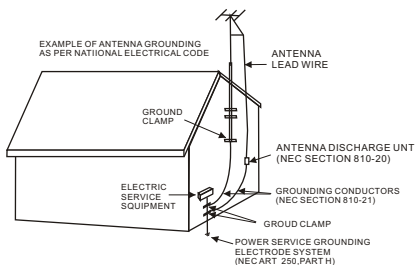 EXAMPLE OF ANTENNA GROUNDING
AS PER NATIIONAL ELECTRICAL CODE
ANTENNA
LEAD WIRE
GROUND
CLAMP
ANTENNA DISCHARGE UNT
(NEC SECTION 810-20)
ELECTRIC
SERVICE
EQUIPMENT
GROUNDING CONDUCTORS
(NEC SECTION 810-21)
GROUD CLAMP
POWER SERVICE GROUNDING
ELECTRODE SYSTEM
(NEC ART 250,PART H)